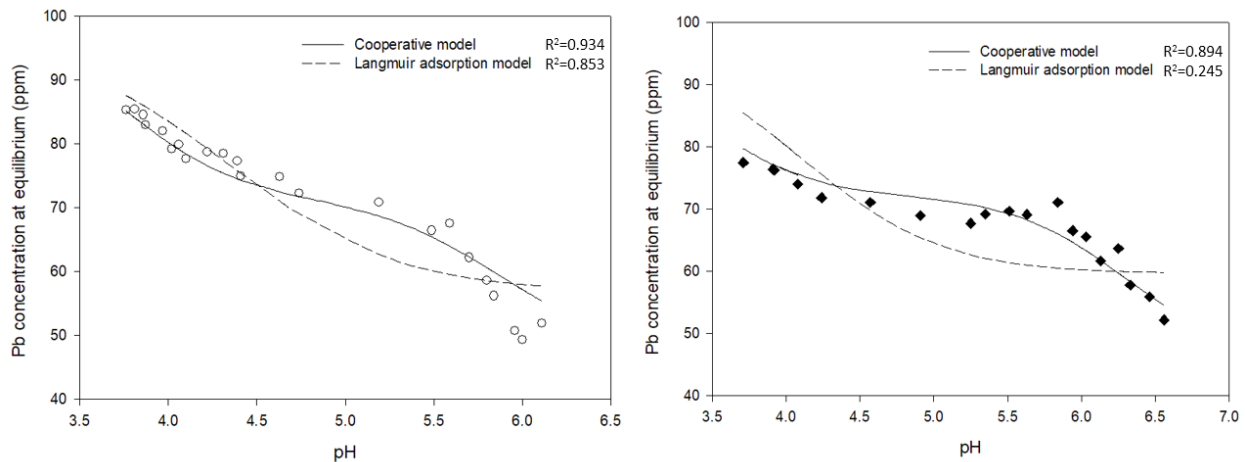 100
90
80
70
60
50
40
Pb concentration at equilibrium (ppm)
Cooperative model R²=0.934
Langmuir adsorption model R²=0.853
3.5 4.0 4.5 5.0 5.5 6.0 6.5
pH
100
90
80
70
60
50
40
Pb concentration at equilibrium (ppm)
Cooperative model R²=0.894
Langmuir adsorption model R²=0.245
3.5 4.0 4.5 5.0 5.5 6.0 6.5 7.0
pH